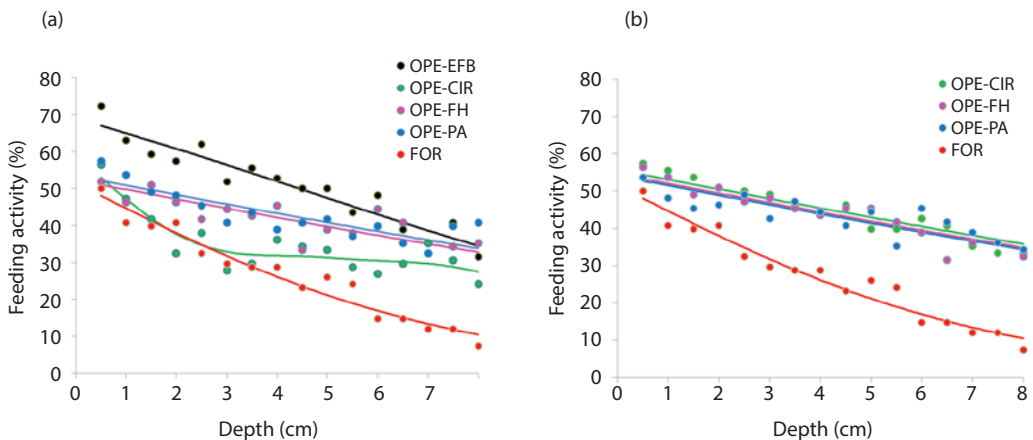 (a)
OPE-EFB
OPE-CIR
OPE-FH
OPE-PA
FOR
80
70
60
50
40
30
20
10
0
Feeding activity (%)
0 1 2 3 4 5 6 7
Depth (cm)
(b)
OPE-CIR
OPE-FH
OPE-PA
FOR
80
70
60
50
40
30
20
10
0
Feeding activity (%)
0 1 2 3 4 5 6 7 8
Depth (cm)